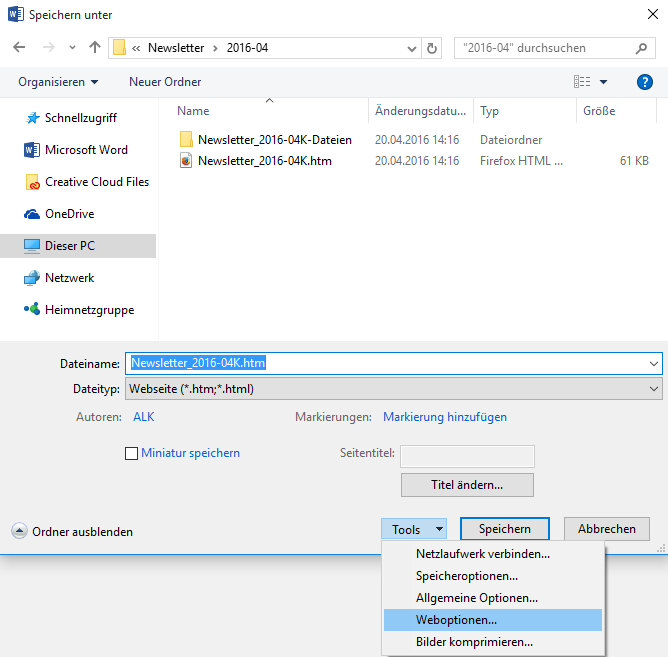 Speichern unter
« Newsletter › 2016-04
"2016-04" durchsuchen
Organisieren Neuer Ordner ?
Name Änderungsdatu... Typ Größe
Schnellzugriff
Microsoft Word
Creative Cloud Files
OneDrive
Dieser PC
Netzwerk
Heimnetzgruppe
Newsletter_2016-04K-Dateien 20.04.2016 14:16 Dateiordner
Newsletter_2016-04K.htm 20.04.2016 14:16 Firefox HTML ... 61 KB
Dateiname: Newsletter_2016-04K.htm
Dateityp: Webseite (*.htm;*.html)
Autoren: ALK Markierungen: Markierung hinzufügen
Miniatur speichern Seitentitel:
Titel ändern...
Ordner ausblenden Tools Speichern Abbrechen
Netzlaufwerk verbinden...
Speicheroptionen...
Allgemeine Optionen...
Weboptionen...
Bilder komprimieren...